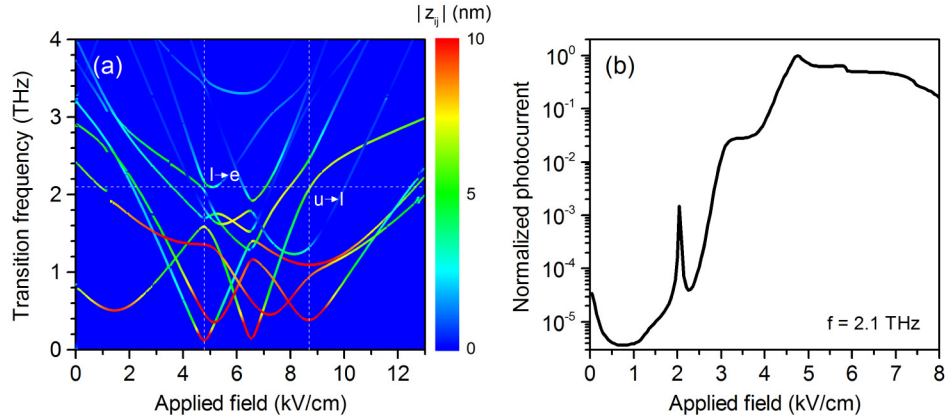 |z_ij| (nm)
(a)
4
3
2
1
0
Transition frequency (THz)
l→e
u→l
0 2 4 6 8 10 12
Applied field (kV/cm)
10
5
0
(b)
10^0
10^-1
10^-2
10^-3
10^-4
10^-5
Normalized photocurrent
f = 2.1 THz
0 1 2 3 4 5 6 7 8
Applied field (kV/cm)